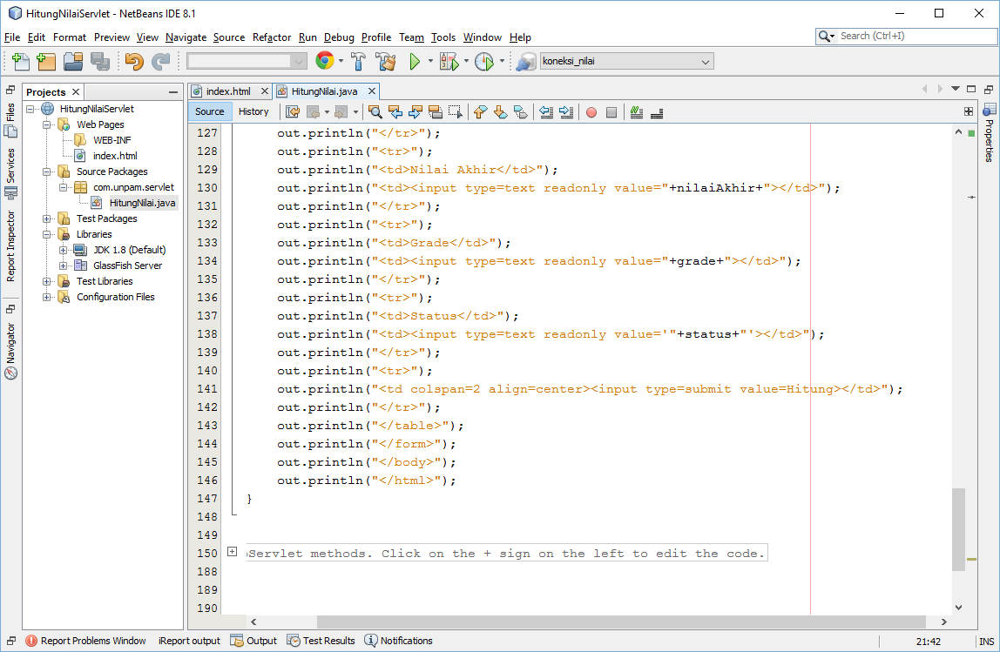 HitungNilaiServlet - NetBeans IDE 8.1
File Edit Format Preview View Navigate Source Refactor Run Debug Profile Team Tools Window Help
Search (Ctrl+I)
koneksi_nilai
Files
Services
Report Inspector
Navigator
Projects
HitungNilaiServlet
Web Pages
WEB-INF
index.html
Source Packages
com.unpam.servlet
HitungNilai.java
Test Packages
Libraries
JDK 1.8 (Default)
GlassFish Server
Test Libraries
Configuration Files
index.html HitungNilai.java
Source History
127 out.println("</tr>");
128 out.println("<tr>");
129 out.println("<td>Nilai Akhir</td>");
130 out.println("<td><input type=text readonly value="+nilaiAkhir+"></td>");
131 out.println("</tr>");
132 out.println("<tr>");
133 out.println("<td>Grade</td>");
134 out.println("<td><input type=text readonly value="+grade+"></td>");
135 out.println("</tr>");
136 out.println("<tr>");
137 out.println("<td>Status</td>");
138 out.println("<td><input type=text readonly value='"+status+"'></td>");
139 out.println("</tr>");
140 out.println("<tr>");
141 out.println("<td colspan=2 align=center><input type=submit value=Hitung></td>");
142 out.println("</tr>");
143 out.println("</table>");
144 out.println("</form>");
145 out.println("</body>");
146 out.println("</html>");
147 }
148
149
150 Servlet methods. Click on the + sign on the left to edit the code.
188
189
190
Properties
Report Problems Window iReport output Output Test Results Notifications
21:42 INS